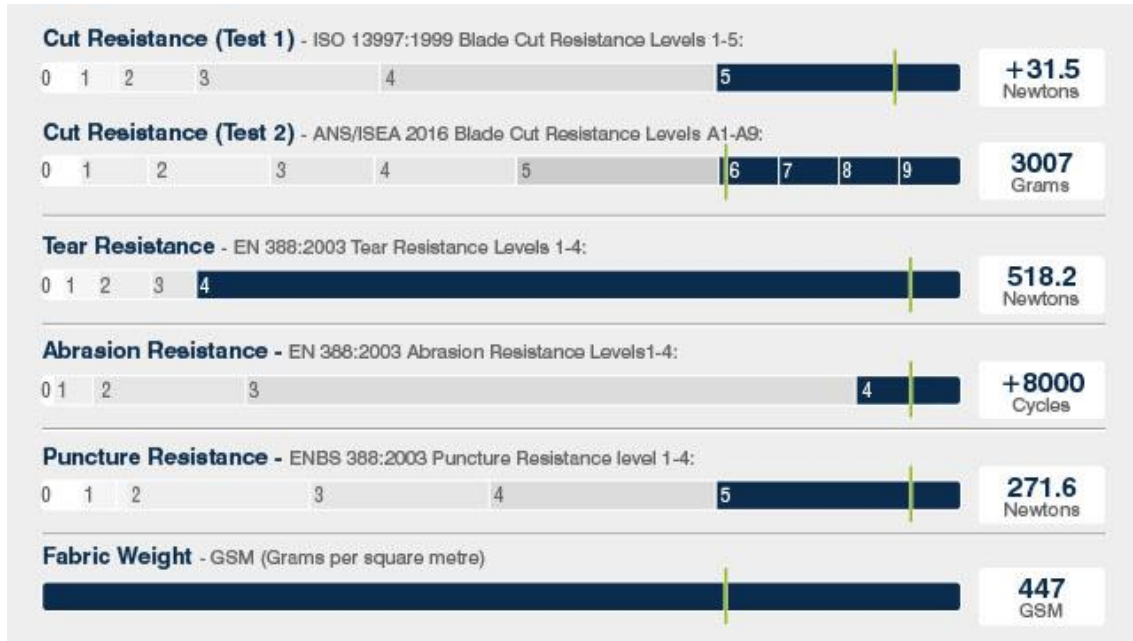 Cut Resistance (Test 1) - ISO 13997:1999 Blade Cut Resistance Levels 1-5:
0 1 2 3 4 5
+31.5
Newtons
Cut Resistance (Test 2) - ANS/ISEA 2016 Blade Cut Resistance Levels A1-A9:
0 1 2 3 4 5 6 7 8 9
3007
Grams
Tear Resistance - EN 388:2003 Tear Resistance Levels 1-4:
0 1 2 3 4
518.2
Newtons
Abrasion Resistance - EN 388:2003 Abrasion Resistance Levels1-4:
0 1 2 3 4
+8000
Cycles
Puncture Resistance - ENBS 388:2003 Puncture Resistance level 1-4:
0 1 2 3 4 5
271.6
Newtons
Fabric Weight - GSM (Grams per square metre)
447
GSM